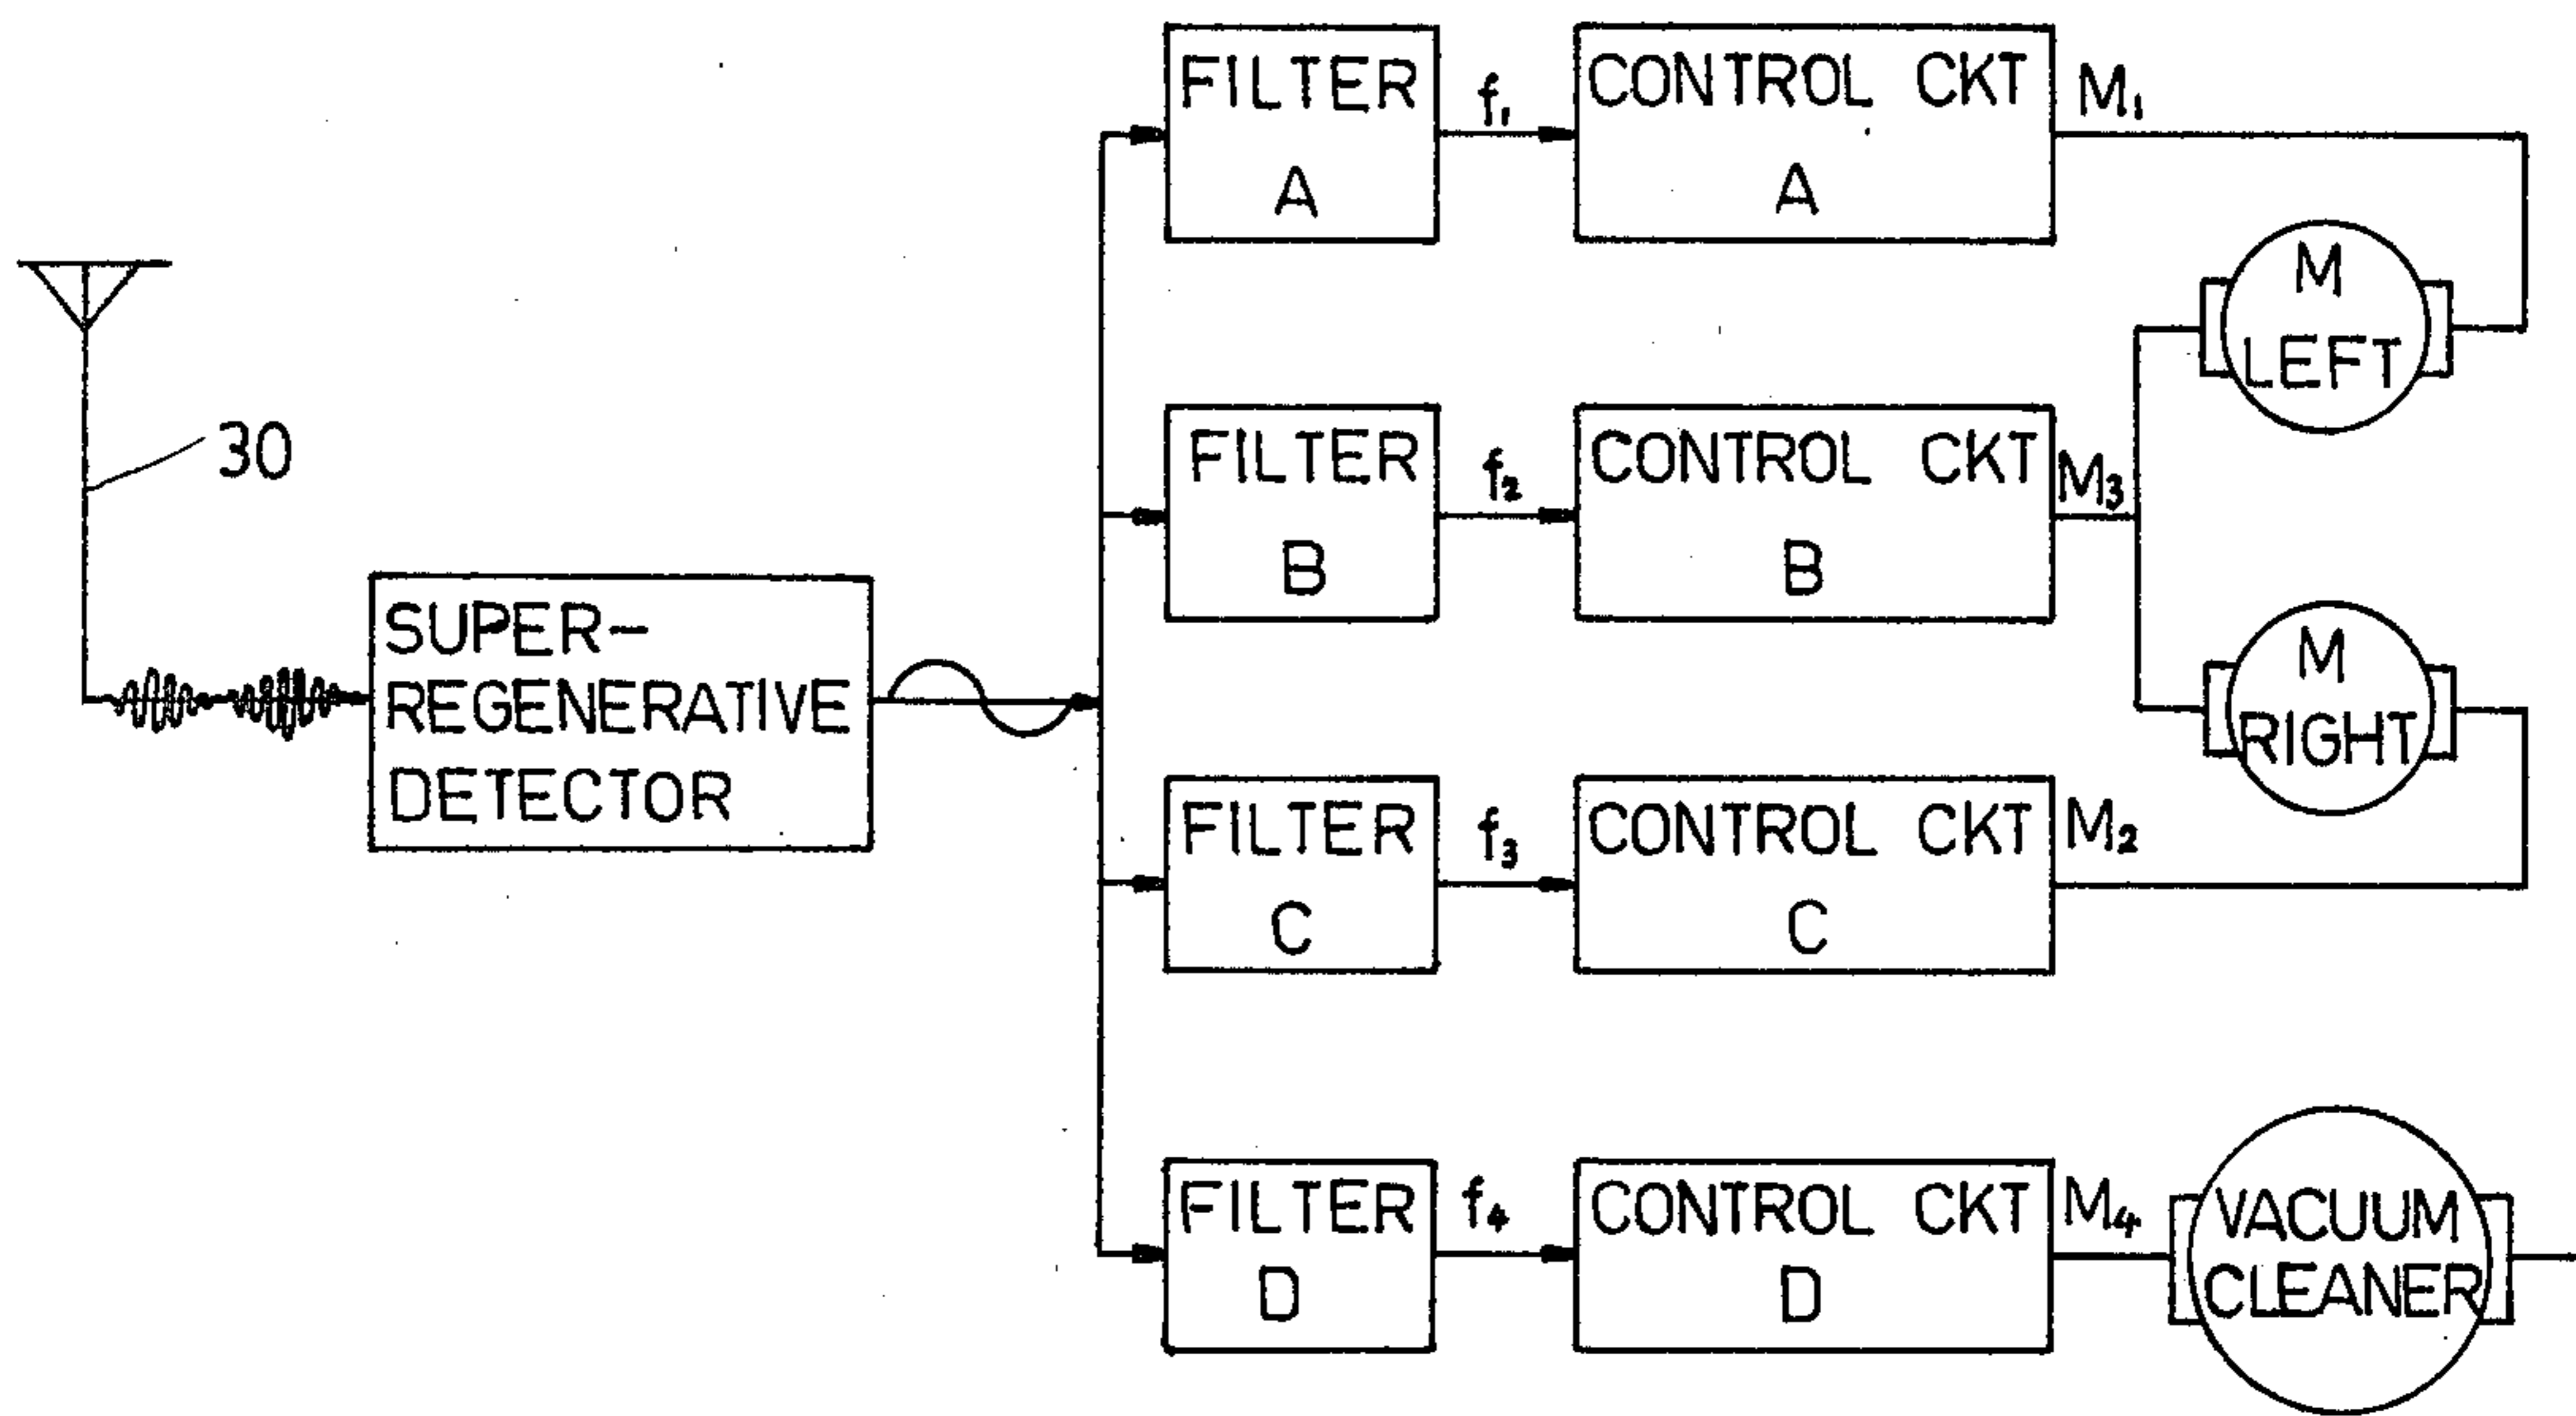 FILTER
A
f₁
CONTROL CKT
A
M₁
M
LEFT
30
FILTER
B
f₂
CONTROL CKT
B
M₃
SUPER-
REGENERATIVE
DETECTOR
M
RIGHT
FILTER
C
f₃
CONTROL CKT
C
M₂
FILTER
D
f₄
CONTROL CKT
D
M₄
VACUUM
CLEANER